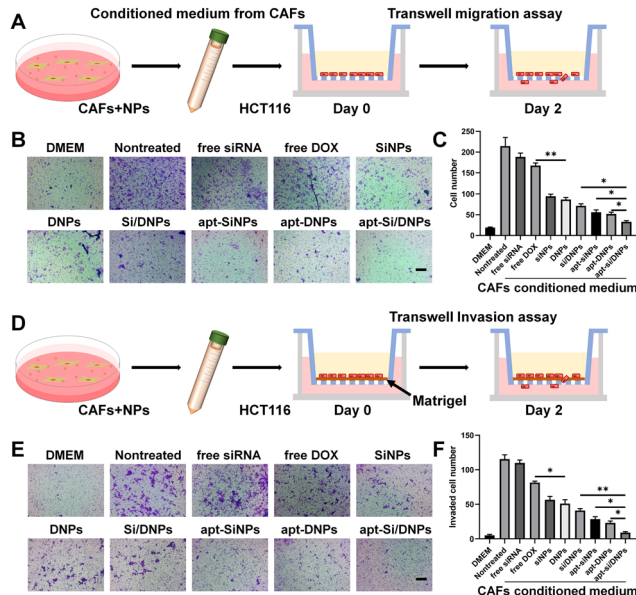 A
Conditioned medium from CAFs
Transwell migration assay
CAFs+NPs
HCT116
Day 0
Day 2
B
DMEM
Nontreated
free siRNA
free DOX
SiNPs
DNPs
Si/DNPs
apt-SiNPs
apt-DNPs
apt-Si/DNPs
C
Cell number
250
200
150
100
50
0
**
*
*
*
DMEM
Nontreated
free siRNA
free DOX
siNPs
DNPs
si/DNPs
apt-siNPs
apt-DNPs
apt-si/DNPs
CAFs conditioned medium
D
Transwell Invasion assay
CAFs+NPs
HCT116
Day 0
Matrigel
Day 2
E
DMEM
Nontreated
free siRNA
free DOX
SiNPs
DNPs
Si/DNPs
apt-SiNPs
apt-DNPs
apt-Si/DNPs
F
Invaded cell number
200
150
100
50
0
*
**
*
*
DMEM
Nontreated
free siRNA
free DOX
siNPs
DNPs
si/DNPs
apt-siNPs
apt-DNPs
apt-si/DNPs
CAFs conditioned medium